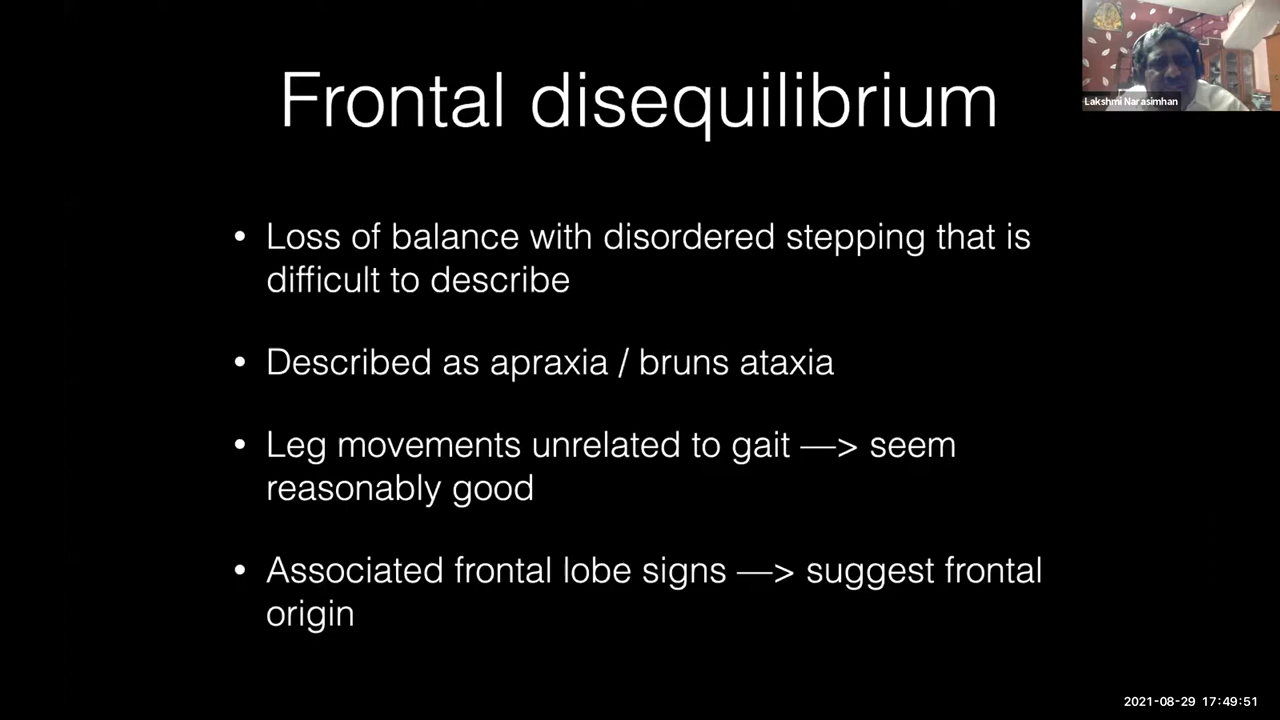 Frontal disequilibrium
Lakshmi Narasimhan
• Loss of balance with disordered stepping that is
difficult to describe
• Described as apraxia / bruns ataxia
• Leg movements unrelated to gait —> seem
reasonably good
• Associated frontal lobe signs —> suggest frontal
origin
2021-08-29 17:49:51